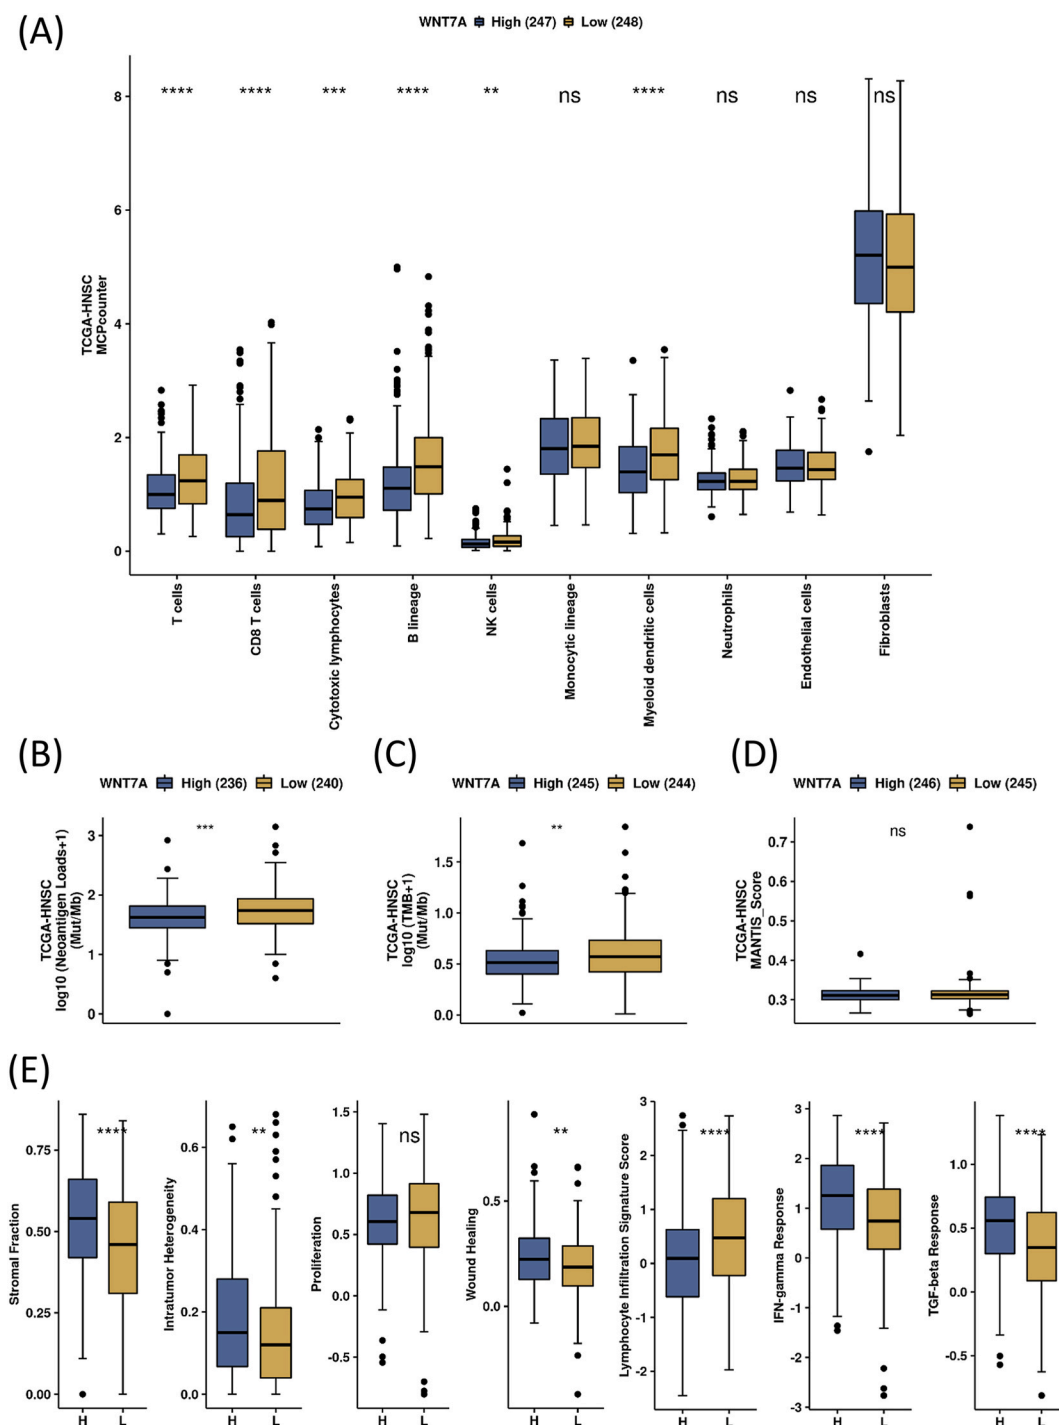 (A)
WNT7A High (247) Low (248)
**** **** *** **** ** ns **** ns ns ns
TCGA-HNSC
MCPcounter
8
6
4
2
0
T cells
CD8 T cells
Cytotoxic lymphocytes
B lineage
NK cells
Monocytic lineage
Myeloid dendritic cells
Neutrophils
Endothelial cells
Fibroblasts
(B)
WNT7A High (236) Low (240)
***
TCGA-HNSC
log10 (Neoantigen Loads+1)
(Mut/Mb)
3
2
1
0
(C)
WNT7A High (245) Low (244)
**
TCGA-HNSC
log10 (TMB+1)
(Mut/Mb)
1.5
1.0
0.5
0.0
(D)
WNT7A High (246) Low (245)
ns
TCGA-HNSC
MANTIS_Score
0.7
0.6
0.5
0.4
0.3
(E)
Stromal Fraction
****
0.75
0.50
0.25
0.00
H L
Intratumor Heterogeneity
**
0.6
0.4
0.2
0.0
H L
Proliferation
ns
1.5
1.0
0.5
0.0
-0.5
H L
Wound Healing
**
0.5
0.0
H L
Lymphocyte Infiltration Signature Score
****
3
2
1
0
-1
-2
H L
IFN-gamma Response
****
3
2
1
0
-1
-2
-3
H L
TGF-beta Response
****
1.0
0.5
0.0
-0.5
H L